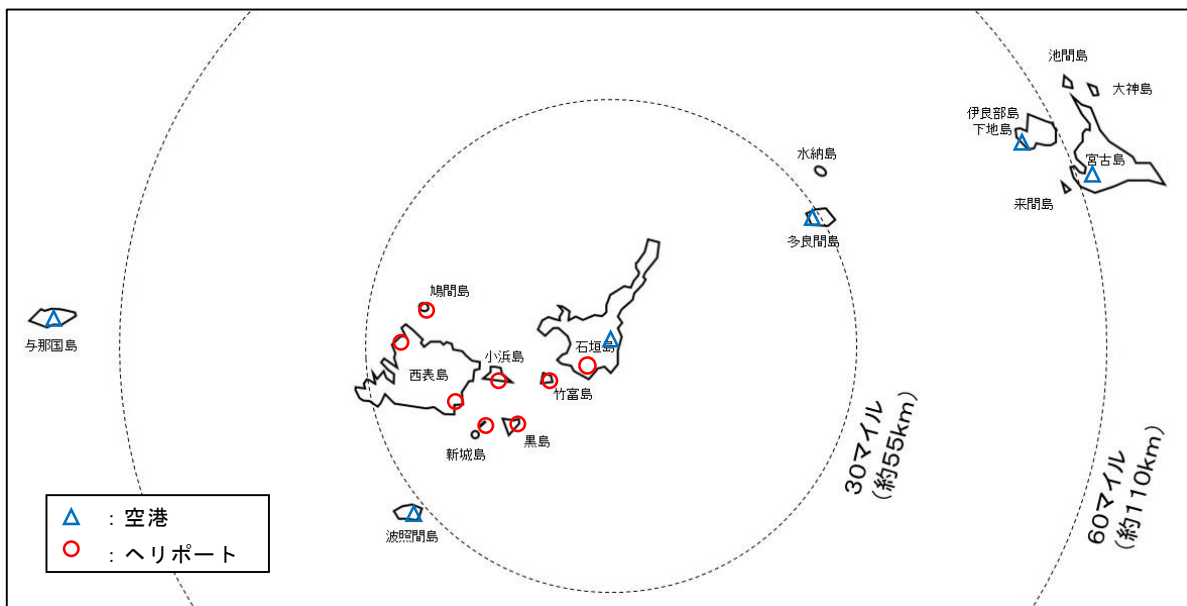 池間島
大神島
伊良部島
下地島
宮古島
来間島
水納島
多良間島
鳩間島
石垣島
与那国島
小浜島
西表島
竹富島
黒島
新城島
波照間島
30マイル
(約55km)
60マイル
(約110km)
:空港
:ヘリポート